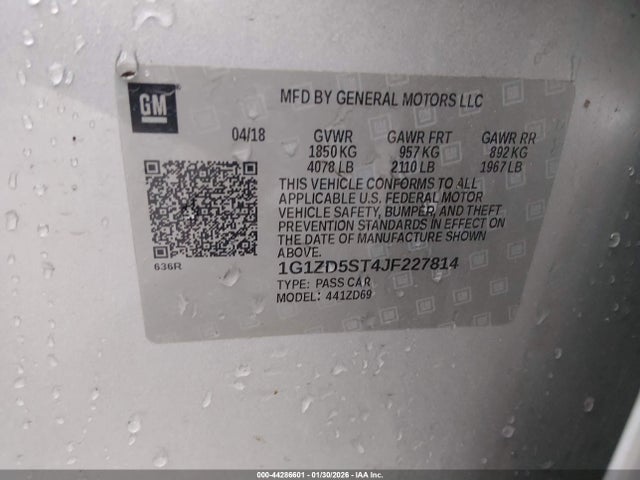 GM
MFD BY GENERAL MOTORS LLC
04/18 GVWR GAWR FRT GAWR RR
1850 KG 957 KG 892 KG
4078 LB 2110 LB 1967 LB
THIS VEHICLE CONFORMS TO ALL
APPLICABLE U.S. FEDERAL MOTOR
VEHICLE SAFETY, BUMPER, AND THEFT
PREVENTION STANDARDS IN EFFECT ON
THE DATE OF MANUFACTURE SHOWN
ABOVE.
636R
1G1ZD5ST4JF227814
TYPE: PASS CAR
MODEL: 441ZD69
000-44286601 - 01/30/2026 - IAA Inc.